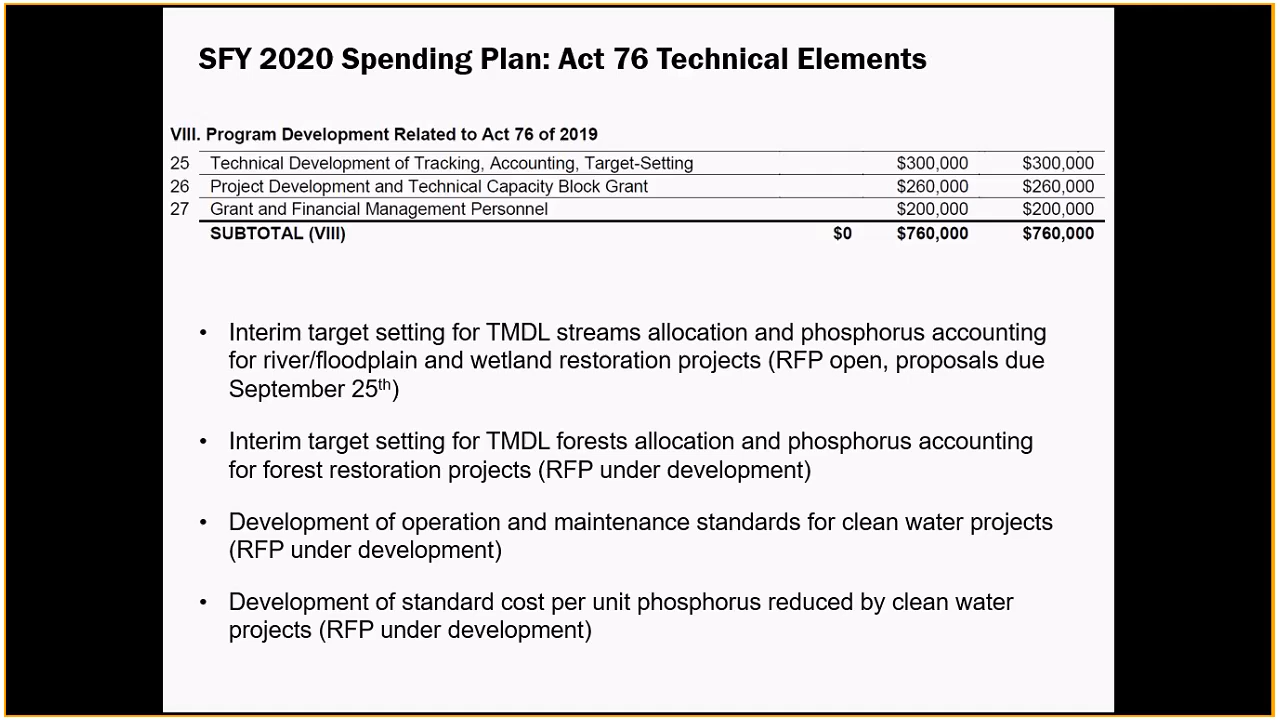 SFY 2020 Spending Plan: Act 76 Technical Elements
VIII. Program Development Related to Act 76 of 2019
25 Technical Development of Tracking, Accounting, Target-Setting $300,000 $300,000
26 Project Development and Technical Capacity Block Grant $260,000 $260,000
27 Grant and Financial Management Personnel $200,000 $200,000
SUBTOTAL (VIII) $0 $760,000 $760,000
• Interim target setting for TMDL streams allocation and phosphorus accounting
for river/floodplain and wetland restoration projects (RFP open, proposals due
September 25th)
• Interim target setting for TMDL forests allocation and phosphorus accounting
for forest restoration projects (RFP under development)
• Development of operation and maintenance standards for clean water projects
(RFP under development)
• Development of standard cost per unit phosphorus reduced by clean water
projects (RFP under development)